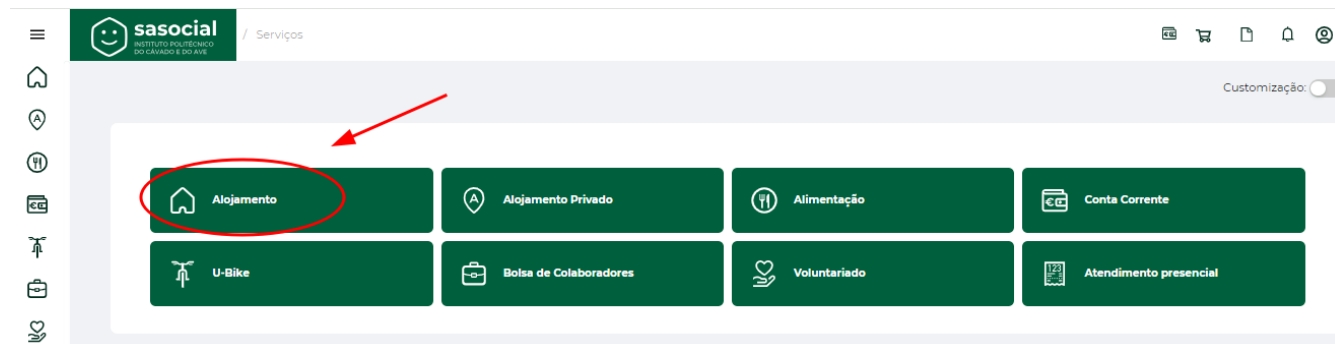 sasocial
INSTITUTO POLITÉCNICO
DO CÁVADO E DO AVE
/ Serviços
Customização:
Alojamento
Alojamento Privado
Alimentação
Conta Corrente
U-Bike
Bolsa de Colaboradores
Voluntariado
123
Atendimento presencial